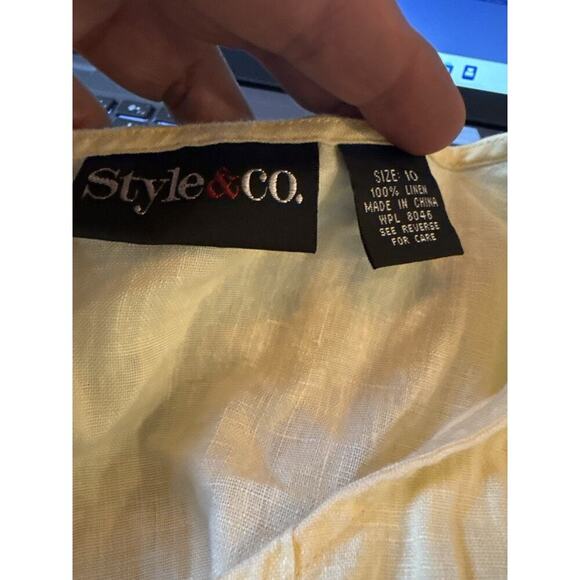 Style&co.
SIZE: 10
100% LINEN
MADE IN CHINA
WPL 8046
SEE REVERSE
FOR CARE